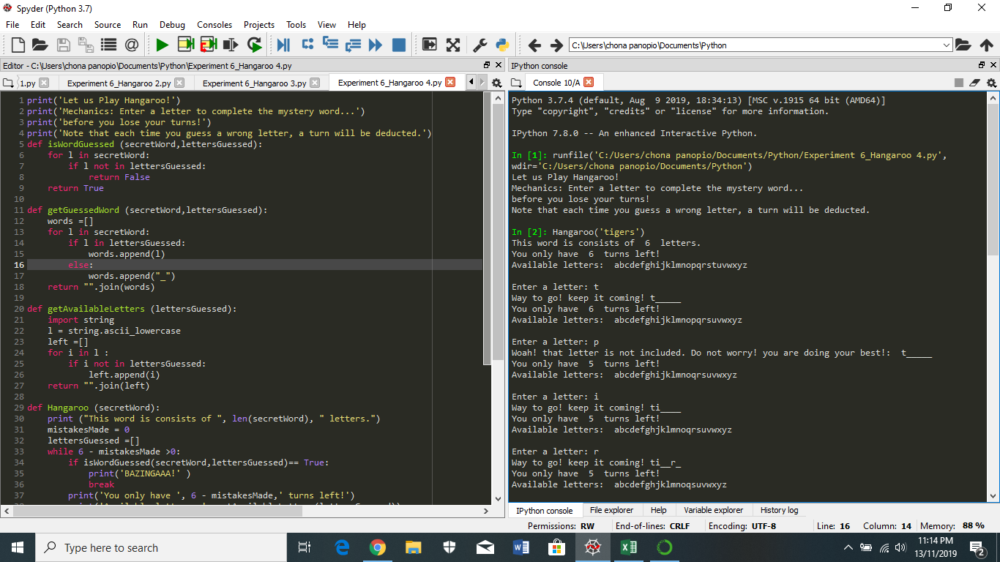 Spyder (Python 3.7)
File Edit Search Source Run Debug Consoles Projects Tools View Help
C:\Users\chona panopio\Documents\Python
Editor - C:\Users\chona panopio\Documents\Python\Experiment 6_Hangaroo 4.py
1.py Experiment 6_Hangaroo 2.py Experiment 6_Hangaroo 3.py Experiment 6_Hangaroo 4.py
1 print('Let us Play Hangaroo!')
2 print('Mechanics: Enter a letter to complete the mystery word...')
3 print('before you lose your turns!')
4 print('Note that each time you guess a wrong letter, a turn will be deducted.')
5 def isWordGuessed (secretWord,lettersGuessed):
6     for l in secretWord:
7         if l not in lettersGuessed:
8             return False
9     return True
10
11 def getGuessedWord (secretWord,lettersGuessed):
12     words =[]
13     for l in secretWord:
14         if l in lettersGuessed:
15             words.append(l)
16         else:
17             words.append("_")
18     return "".join(words)
19
20 def getAvailableLetters (lettersGuessed):
21     import string
22     l = string.ascii_lowercase
23     left =[]
24     for i in l :
25         if i not in lettersGuessed:
26             left.append(i)
27     return "".join(left)
28
29 def Hangaroo (secretWord):
30     print ("This word is consists of ", len(secretWord), " letters.")
31     mistakesMade = 0
32     lettersGuessed =[]
33     while 6 - mistakesMade >0:
34         if isWordGuessed(secretWord,lettersGuessed)== True:
35             print('BAZINGAAA!' )
36             break
37         print('You only have ', 6 - mistakesMade,' turns left!')
IPython console
Console 10/A
Python 3.7.4 (default, Aug  9 2019, 18:34:13) [MSC v.1915 64 bit (AMD64)]
Type "copyright", "credits" or "license" for more information.
IPython 7.8.0 -- An enhanced Interactive Python.
In [1]: runfile('C:/Users/chona panopio/Documents/Python/Experiment 6_Hangaroo 4.py',
wdir='C:/Users/chona panopio/Documents/Python')
Let us Play Hangaroo!
Mechanics: Enter a letter to complete the mystery word...
before you lose your turns!
Note that each time you guess a wrong letter, a turn will be deducted.
In [2]: Hangaroo('tigers')
This word is consists of  6  letters.
You only have  6  turns left!
Available letters:  abcdefghijklmnopqrstuvwxyz
Enter a letter: t
Way to go! keep it coming! t_____
You only have  6  turns left!
Available letters:  abcdefghijklmnopqrsuvwxyz
Enter a letter: p
Woah! that letter is not included. Do not worry! you are doing your best!:  t_____
You only have  5  turns left!
Available letters:  abcdefghijklmnoqrsuvwxyz
Enter a letter: i
Way to go! keep it coming! ti____
You only have  5  turns left!
Available letters:  abcdefghjklmnoqrsuvwxyz
Enter a letter: r
Way to go! keep it coming! ti__r_
You only have  5  turns left!
Available letters:  abcdefghjklmnoqsuvwxyz
IPython console File explorer Help Variable explorer History log
Permissions: RW End-of-lines: CRLF Encoding: UTF-8 Line: 16 Column: 14 Memory: 88 %
Type here to search
11:14 PM
13/11/2019
2